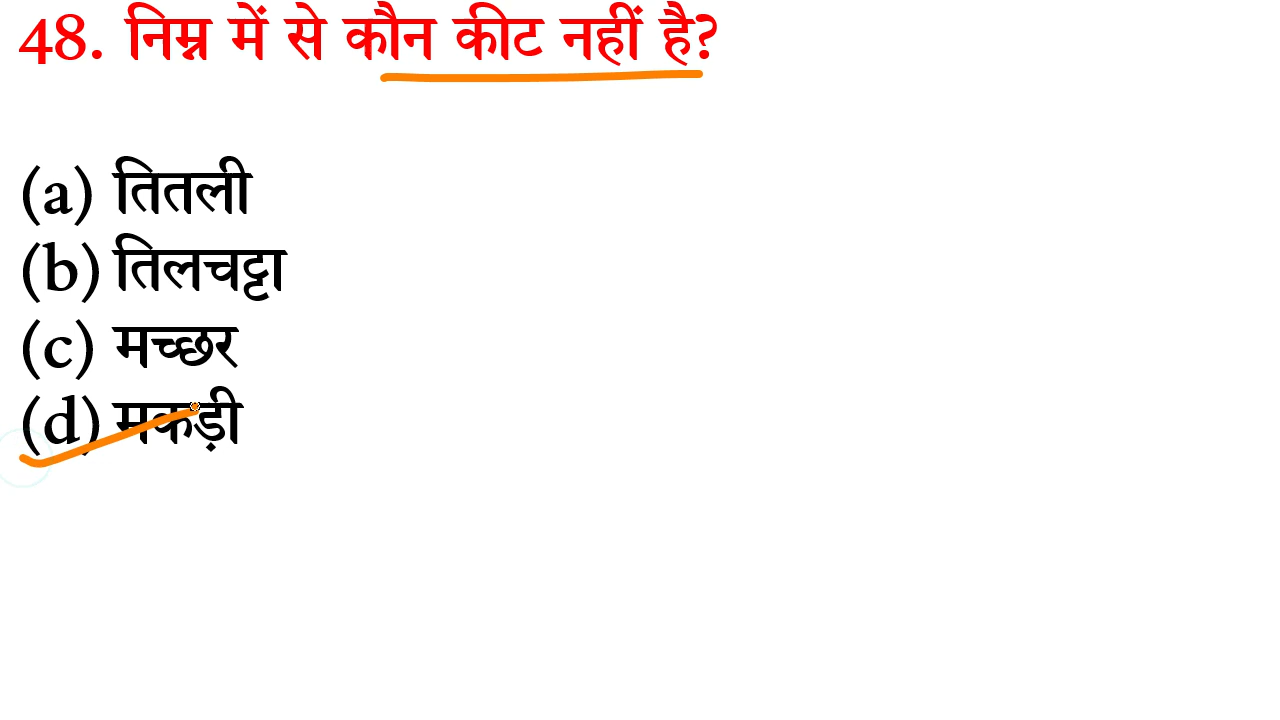 48. निम्न में से कौन कीट नहीं है?
(a) तितली
(b) तिलचट्टा
(c) मच्छर
(d) मकड़ी